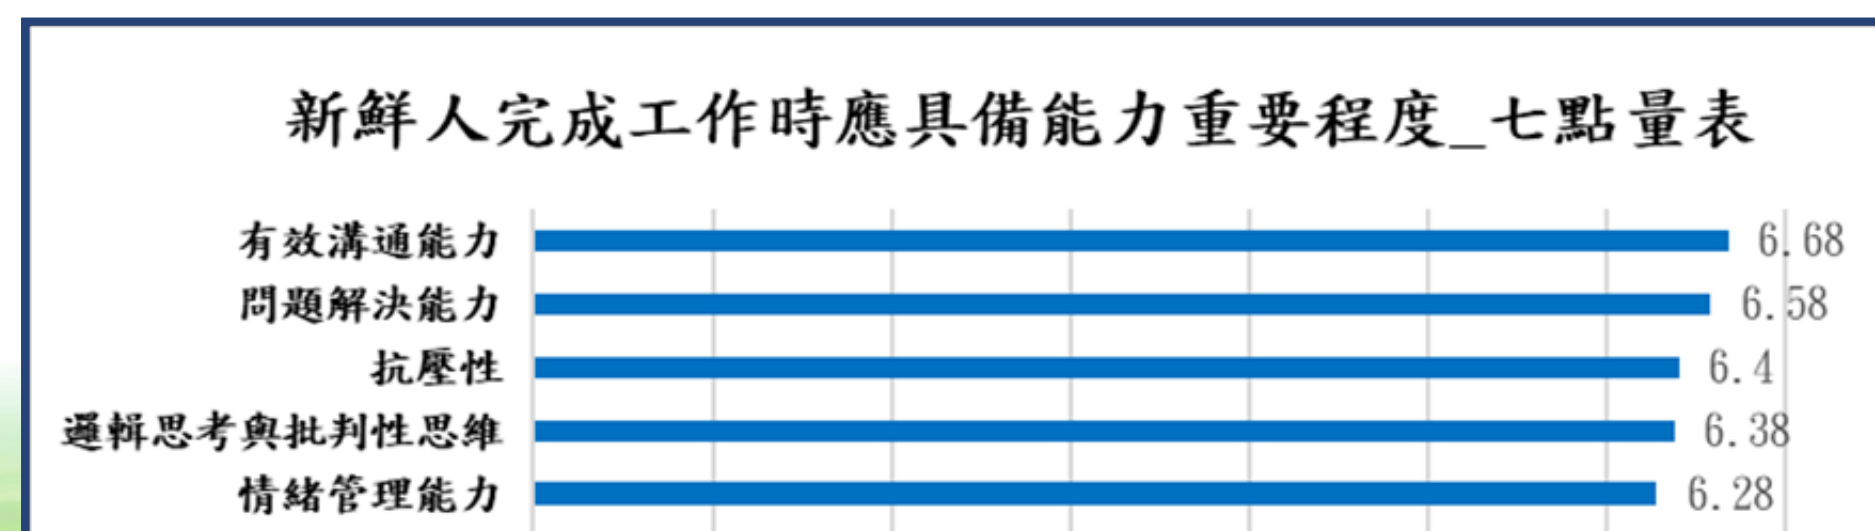 新鮮人完成工作時應具備能力重要程度_七點量表
有效溝通能力 6.68
問題解決能力 6.58
抗壓性 6.4
邏輯思考與批判性思維 6.38
情緒管理能力 6.28